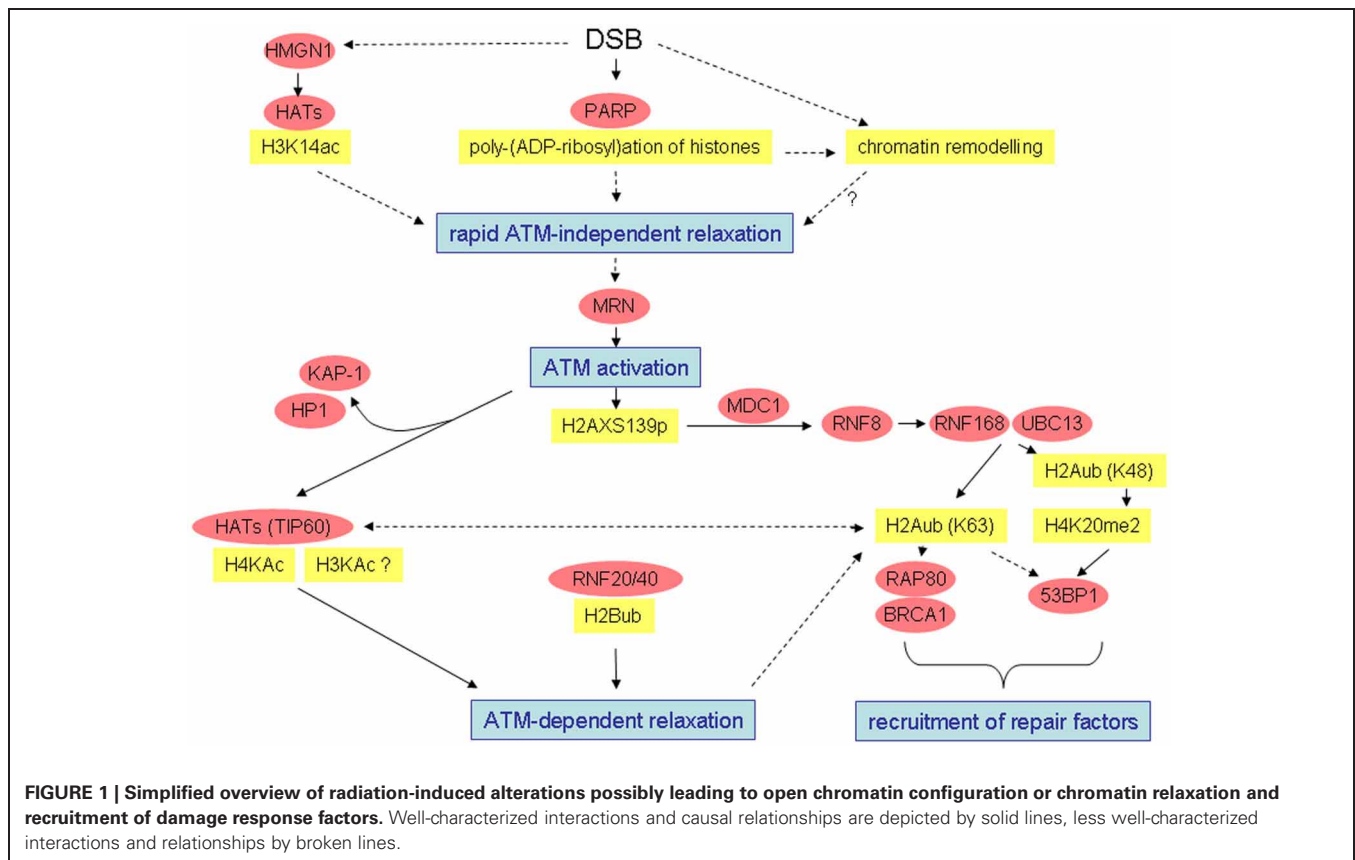 DSB
HMGN1
HATs
H3K14ac
PARP
poly-(ADP-ribosyl)ation of histones
chromatin remodelling
?
rapid ATM-independent relaxation
MRN
ATM activation
KAP-1
HP1
H2AXS139p
MDC1
RNF8
RNF168
UBC13
H2Aub (K48)
HATs (TIP60)
H2Aub (K63)
H4K20me2
H4KAc
H3KAc ?
RNF20/40
H2Bub
RAP80
BRCA1
53BP1
ATM-dependent relaxation
recruitment of repair factors
FIGURE 1 | Simplified overview of radiation-induced alterations possibly leading to open chromatin configuration or chromatin relaxation and
recruitment of damage response factors. Well-characterized interactions and causal relationships are depicted by solid lines, less well-characterized
interactions and relationships by broken lines.